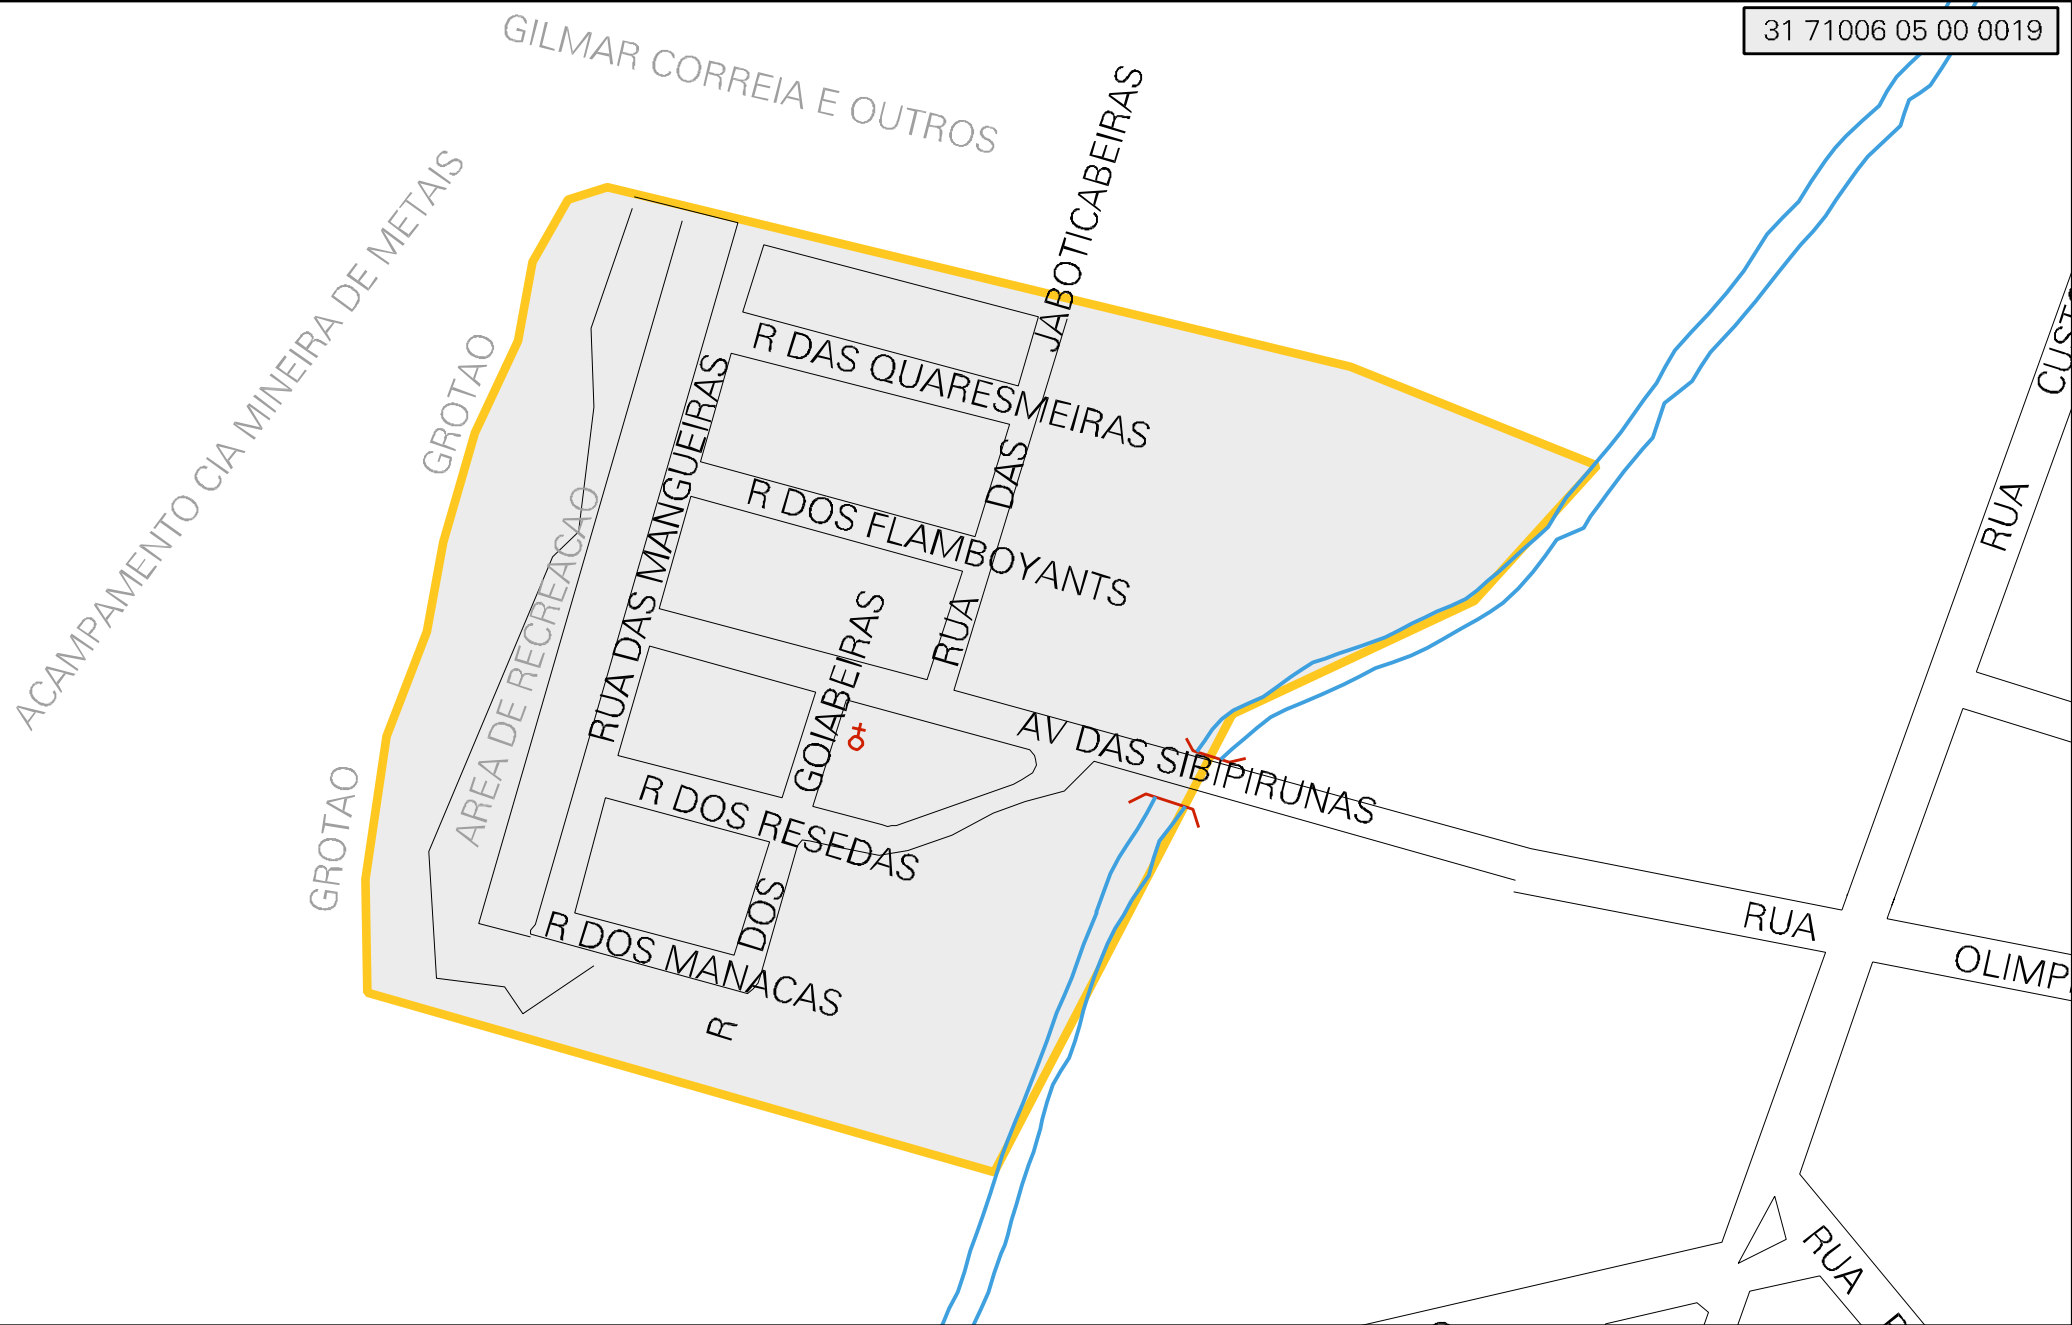 31 71006 05 00 0019
GILMAR CORREIA E OUTROS
ACAMPAMENTO CIA MINEIRA DE METAIS
GROTAO
GROTAO
AREA DE RECREACAO
RUA DAS MANGUEIRAS
RUA DAS JABOTICABEIRAS
R DAS QUARESMEIRAS
R DOS FLAMBOYANTS
R DOS GOIABEIRAS
AV DAS SIBIPIRUNAS
R DOS RESEDAS
R DOS MANACAS
RUA CUST
RUA OLIMP
RUA